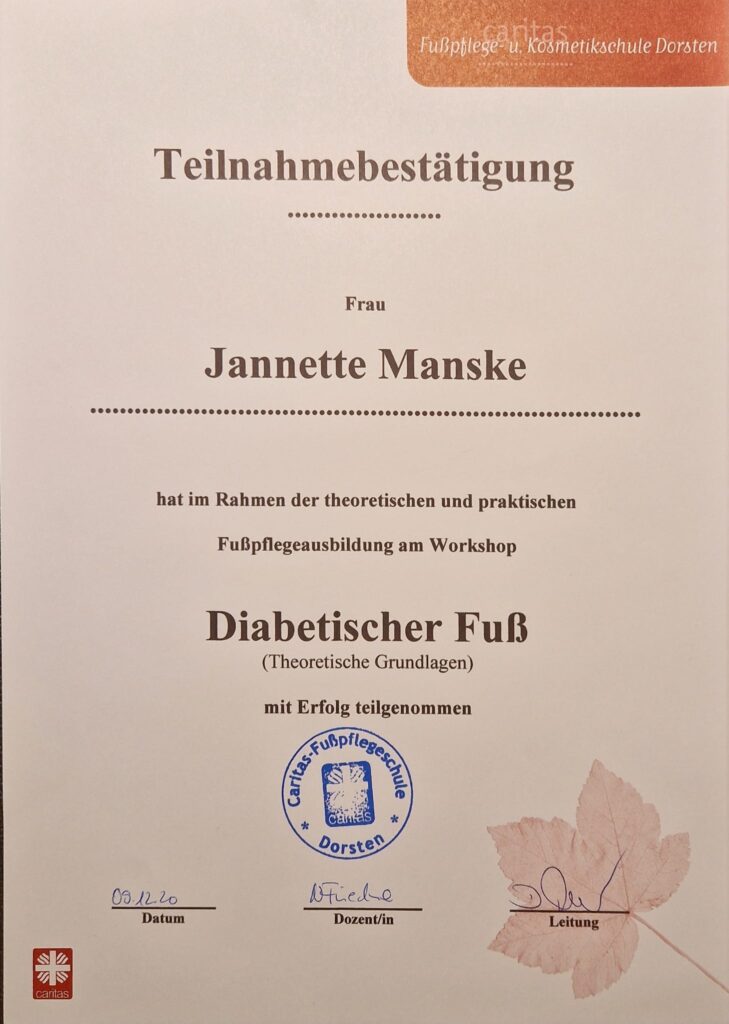 caritas
Fußpflege- u. Kosmetikschule Dorsten
Teilnahmebestätigung
Frau
Jannette Manske
hat im Rahmen der theoretischen und praktischen
Fußpflegeausbildung am Workshop
Diabetischer Fuß
(Theoretische Grundlagen)
mit Erfolg teilgenommen
Caritas-Fußpflegeschule
caritas
* Dorsten *
09.12.20
Datum
Dozent/in
Leitung
caritas